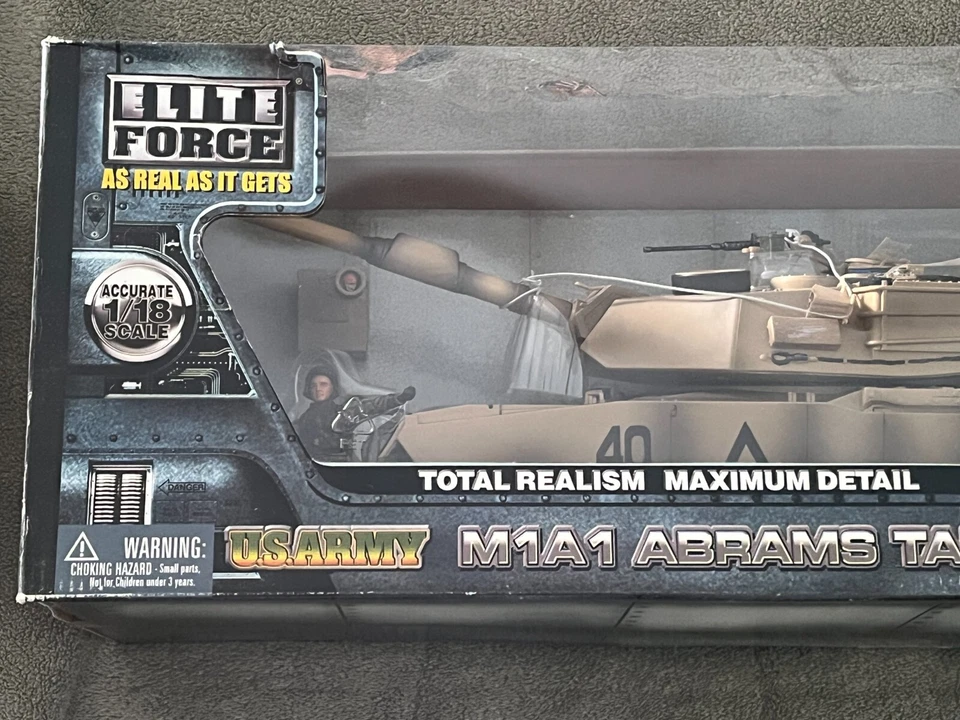 ELITE
FORCE
®
AS REAL AS IT GETS
ACCURATE
1/18
SCALE
40
TOTAL REALISM MAXIMUM DETAIL
DANGER
WARNING:
CHOKING HAZARD - Small parts,
Not for Children under 3 years.
U.S.ARMY M1A1 ABRAMS TA